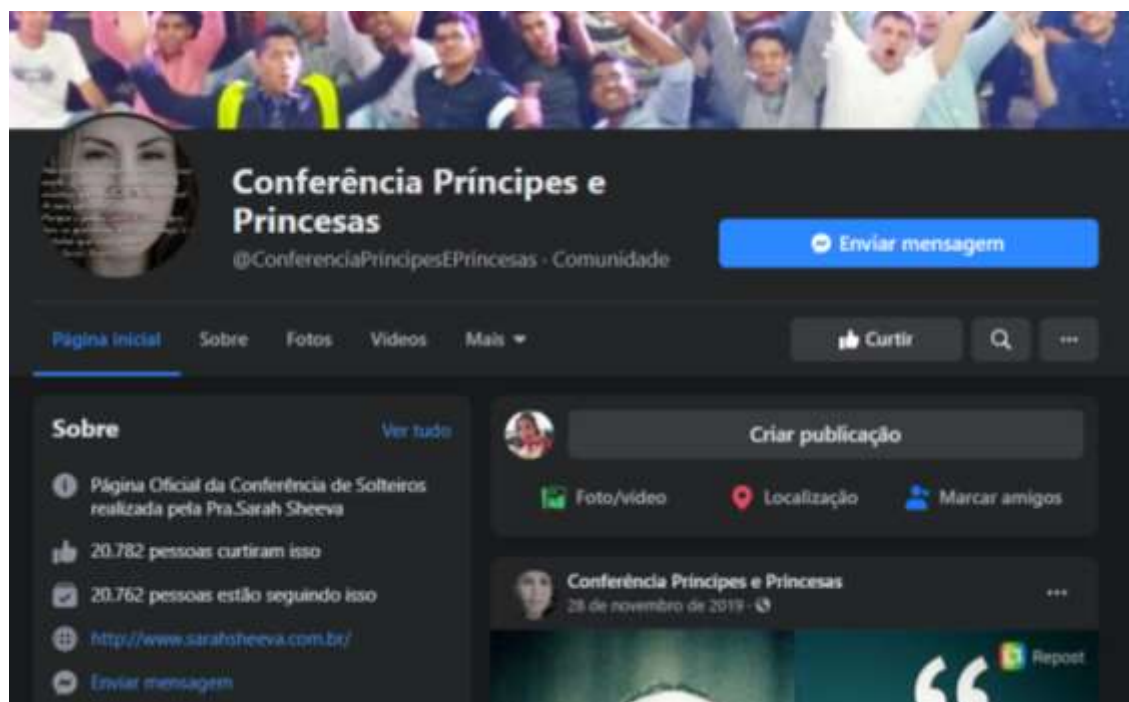 Conferência Príncipes e
Princesas
@ConferenciaPrincipesEPrincesas · Comunidade
Enviar mensagem
Página inicial
Sobre
Fotos
Vídeos
Mais
Curtir
Sobre
Ver tudo
Página Oficial da Conferência de Solteiros
realizada pela Pra.Sarah Sheeva
20.782 pessoas curtiram isso
20.762 pessoas estão seguindo isso
http://www.sarahsheeva.com.br/
Enviar mensagem
Criar publicação
Foto/vídeo
Localização
Marcar amigos
Conferência Príncipes e Princesas
28 de novembro de 2019
Repost